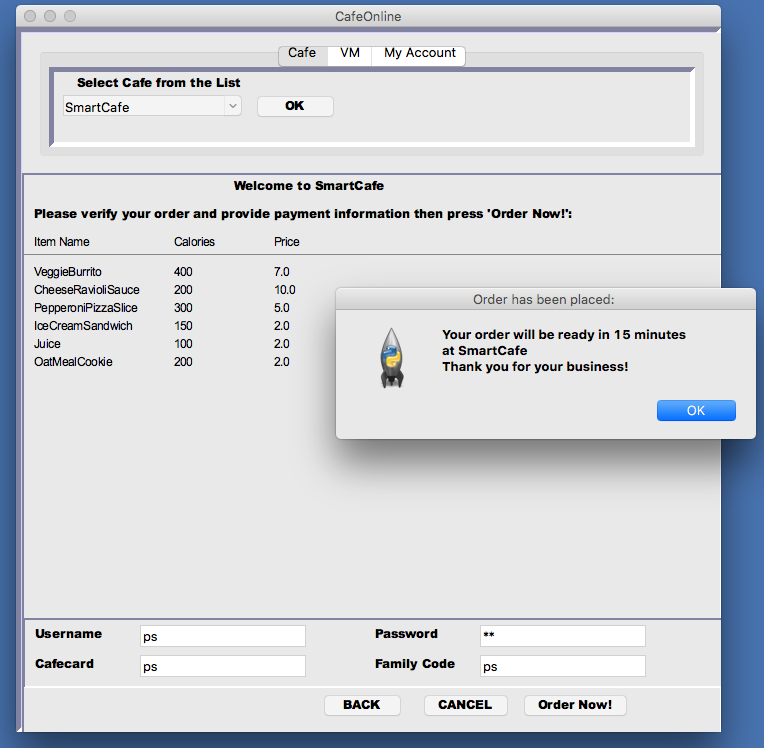 CafeOnline
Cafe VM My Account
Select Cafe from the List
SmartCafe OK
Welcome to SmartCafe
Please verify your order and provide payment information then press 'Order Now!':
Item Name Calories Price
VeggieBurrito 400 7.0
CheeseRavioliSauce 200 10.0
PepperoniPizzaSlice 300 5.0
IceCreamSandwich 150 2.0
Juice 100 2.0
OatMealCookie 200 2.0
Order has been placed:
Your order will be ready in 15 minutes
at SmartCafe
Thank you for your business!
OK
Username ps Password **
Cafecard ps Family Code ps
BACK CANCEL Order Now!